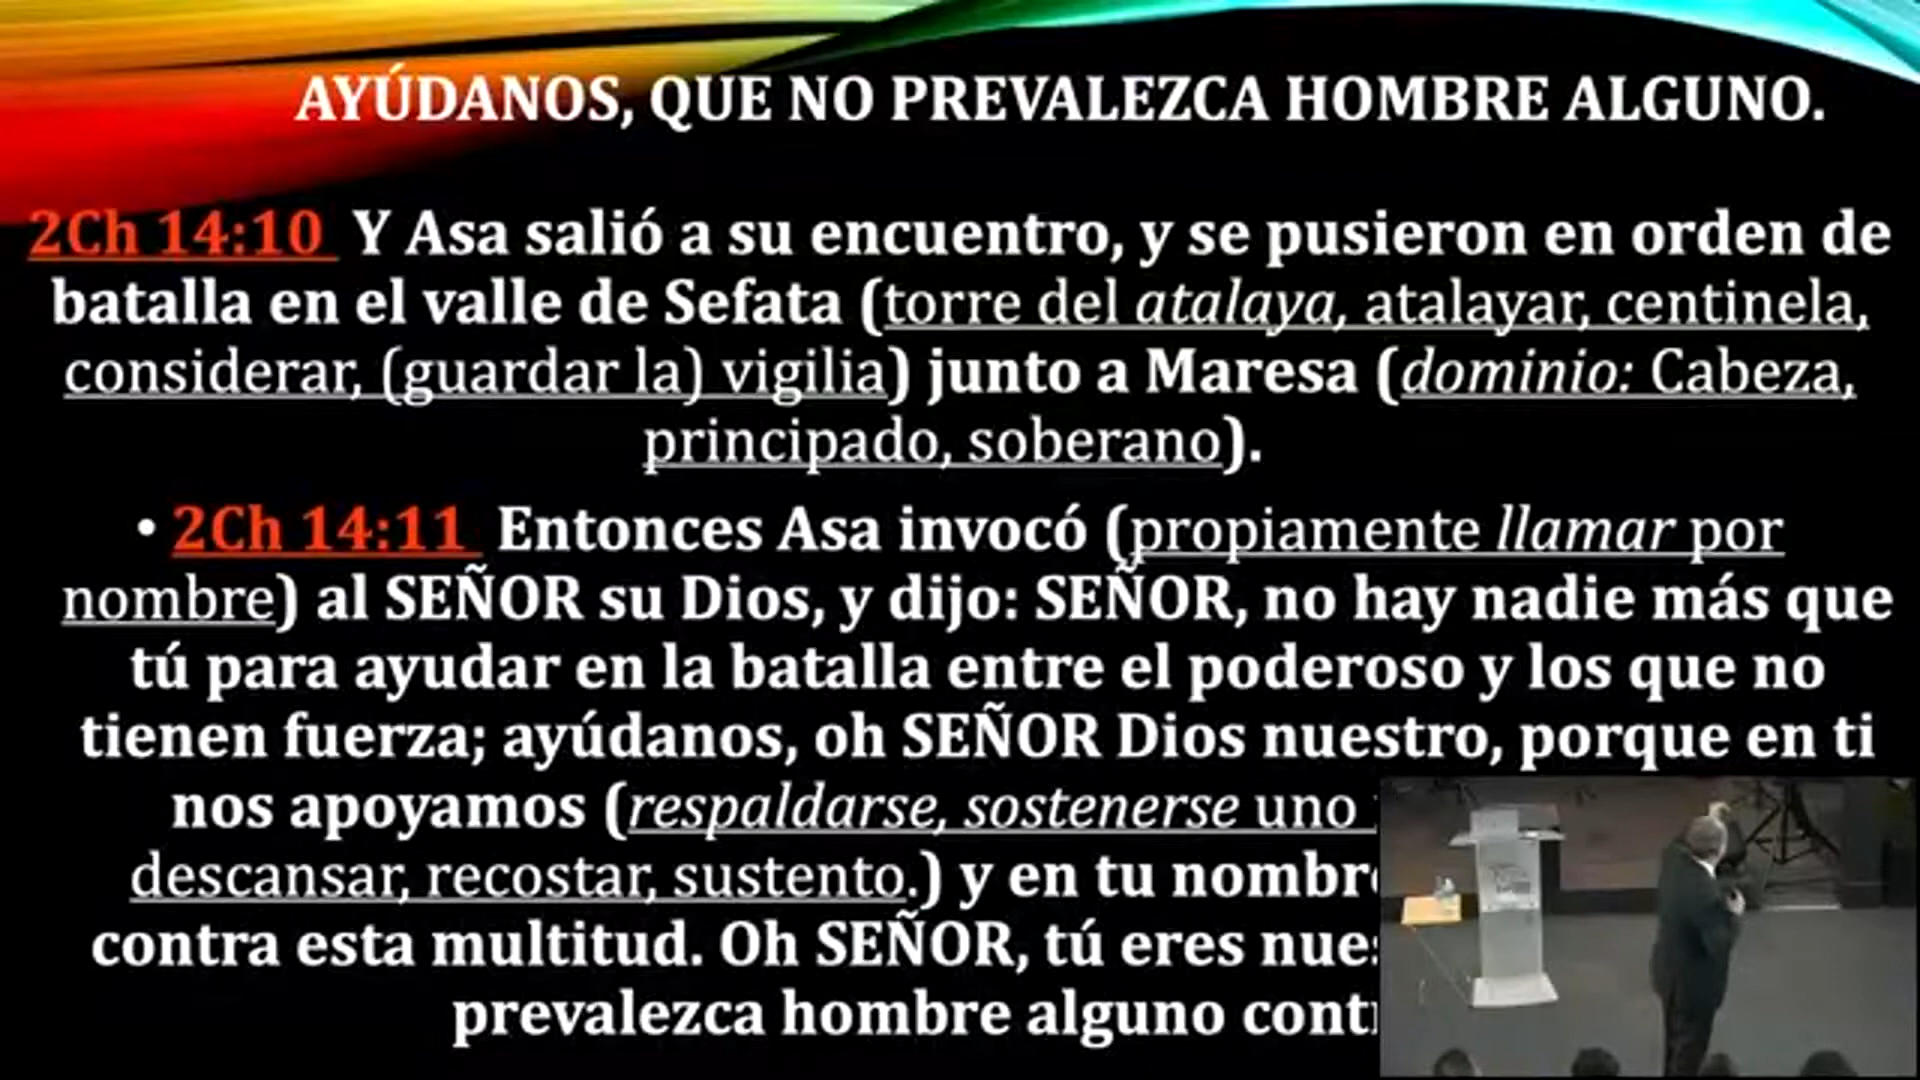 AYÚDANOS, QUE NO PREVALEZCA HOMBRE ALGUNO.
2Ch 14:10 Y Asa salió a su encuentro, y se pusieron en orden de
batalla en el valle de Sefata (torre del atalaya, atalayar, centinela,
considerar, (guardar la) vigilia) junto a Maresa (dominio: Cabeza,
principado, soberano).
• 2Ch 14:11 Entonces Asa invocó (propiamente llamar por
nombre) al SEÑOR su Dios, y dijo: SEÑOR, no hay nadie más que
tú para ayudar en la batalla entre el poderoso y los que no
tienen fuerza; ayúdanos, oh SEÑOR Dios nuestro, porque en ti
nos apoyamos (respaldarse, sostenerse uno
descansar, recostar, sustento.) y en tu
contra esta multitud. Oh SEÑOR, tú eres
prevalezca hombre alguno